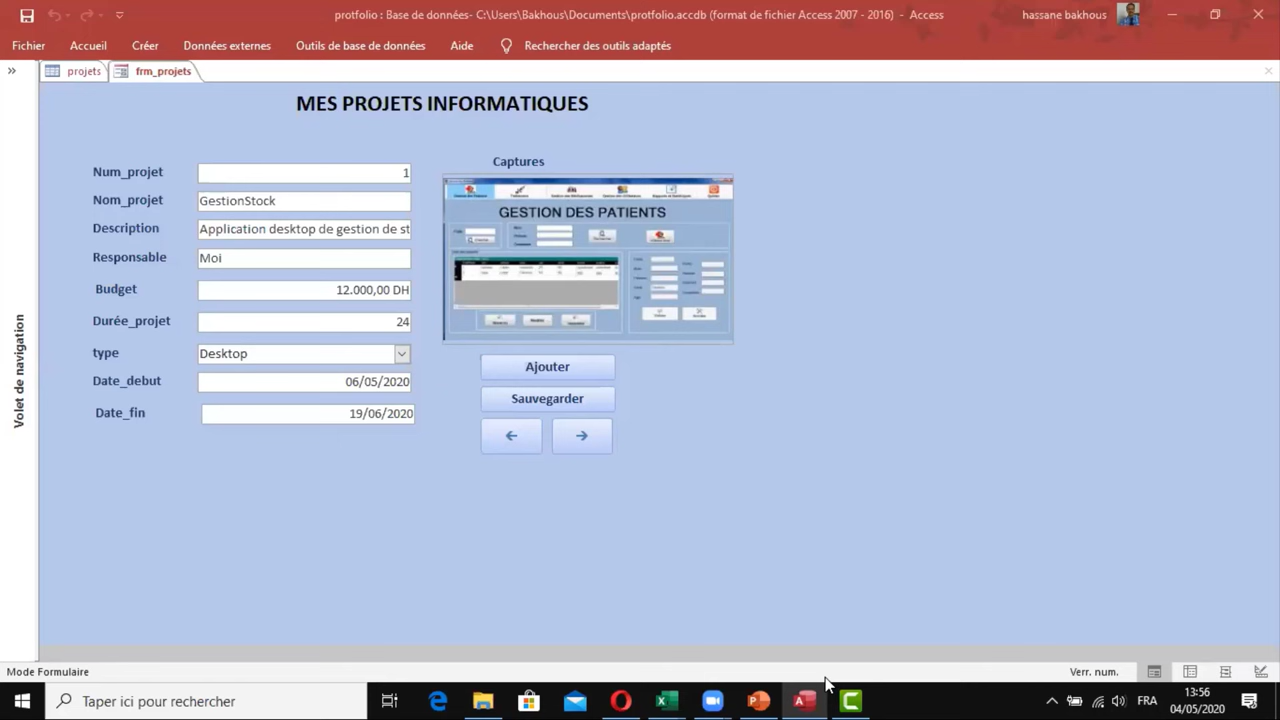 protfolio : Base de données- C:\Users\Bakhous\Documents\protfolio.accdb (format de fichier Access 2007 - 2016) - Access
hassane bakhous
Fichier Accueil Créer Données externes Outils de base de données Aide Rechercher des outils adaptés
projets frm_projets
MES PROJETS INFORMATIQUES
Captures
Num_projet 1
Nom_projet GestionStock
GESTION DES PATIENTS
Description Application desktop de gestion de st
Responsable Moi
Budget 12.000,00 DH
Durée_projet 24
type Desktop
Date_debut 06/05/2020
Date_fin 19/06/2020
Ajouter
Sauvegarder
Volet de navigation
Mode Formulaire
Verr. num.
Taper ici pour rechercher
FRA
13:56
04/05/2020